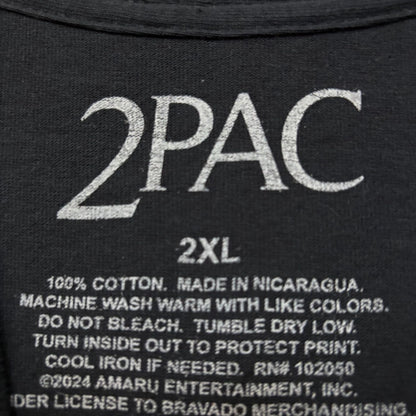 2PAC
2XL
100% COTTON. MADE IN NICARAGUA.
MACHINE WASH WARM WITH LIKE COLORS.
DO NOT BLEACH. TUMBLE DRY LOW.
TURN INSIDE OUT TO PROTECT PRINT.
COOL IRON IF NEEDED. RN# 102050
©2024 AMARU ENTERTAINMENT, INC.
LICENSE TO BRAVADO MERCHANDISING